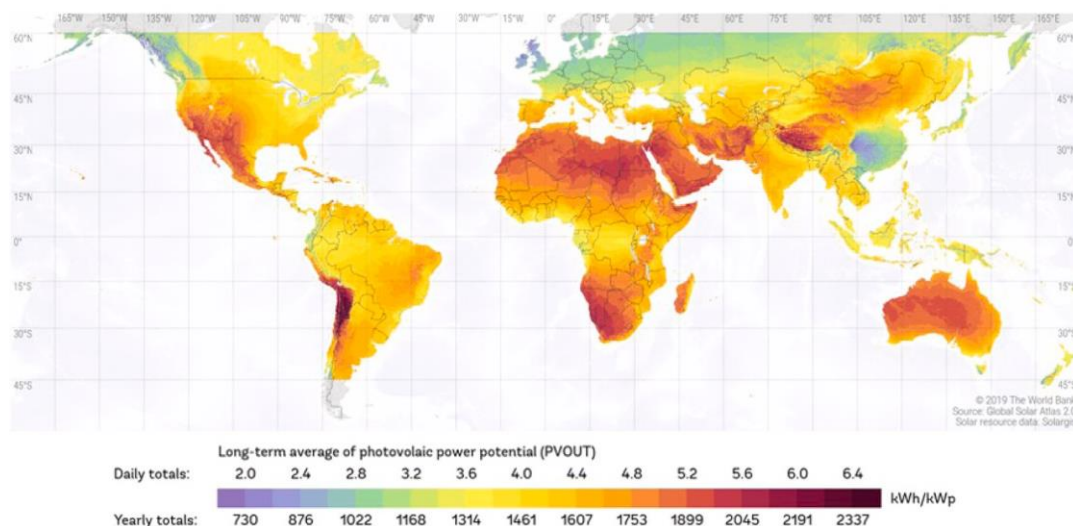 165°W 135°W 105°W 75°W 60°W 45°W 30°W 15°W 0° 15°E 30°E 45°E 60°E 75°E 90°E 105°E 120°E 135°E 165°E
60°N 60°N
45°N 45°N
30°N 30°N
15°N 15°N
0° 0°
15°S 15°S
30°S 30°S
45°S 45°S
© 2019 The World Bank
Source: Global Solar Atlas 2.0
Solar resource data: Solargis
Long-term average of photovolaic power potential (PVOUT)
Daily totals: 2.0 2.4 2.8 3.2 3.6 4.0 4.4 4.8 5.2 5.6 6.0 6.4
kWh/kWp
Yearly totals: 730 876 1022 1168 1314 1461 1607 1753 1899 2045 2191 2337